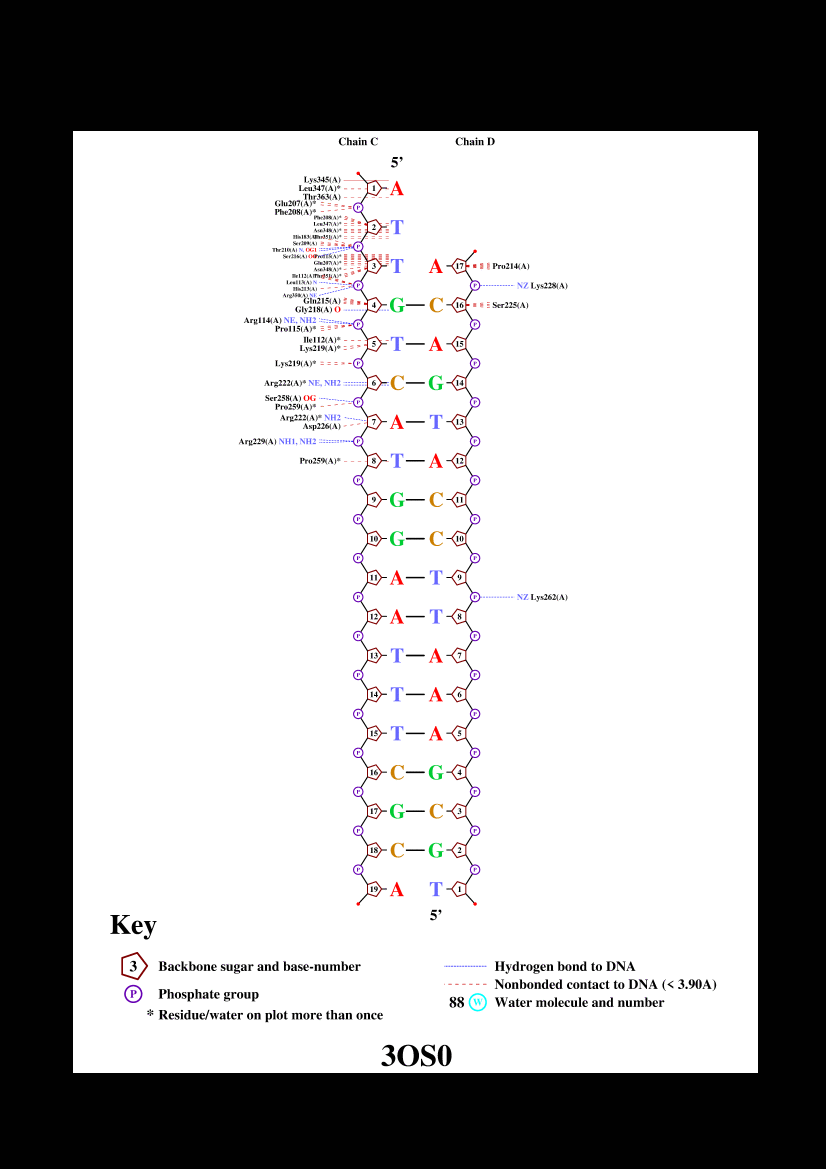 Chain C Chain D
5’
Lys345(A)
1 A
Leu347(A)*
Thr363(A)
Glu207(A)*
P
Phe208(A)*
Phe208(A)*
Leu347(A)*
2 T
Asn348(A)*
Ser209(A)
P
Thr210(A) N, OG1
Glu207(A)*
3 T A 17 Pro214(A)
Asn348(A)*
Leu113(A) N
P P NZ Lys228(A)
His213(A)
Arg350(A) NE
Gln215(A)
4 G C 16 Ser225(A)
Gly218(A) O
Arg114(A) NE, NH2
P P
Pro115(A)*
Ile112(A)*
5 T A 15
Lys219(A)*
Lys219(A)* P P
Arg222(A)* NE, NH2 6 C G 14
Ser258(A) OG
P P
Pro259(A)*
Arg222(A)* NH2
7 A T 13
Asp226(A)
Arg229(A) NH1, NH2 P P
Pro259(A)* 8 T A 12
P P
9 G C 11
P P
10 G C 10
P P
11 A T 9
P P NZ Lys262(A)
12 A T 8
P P
13 T A 7
P P
14 T A 6
P P
15 T A 5
P P
16 C G 4
P P
17 G C 3
P P
18 C G 2
P P
19 A T 1
5’
Key
3 Backbone sugar and base-number
P Phosphate group
* Residue/water on plot more than once
Hydrogen bond to DNA
Nonbonded contact to DNA (< 3.90A)
88 W Water molecule and number
3OS0